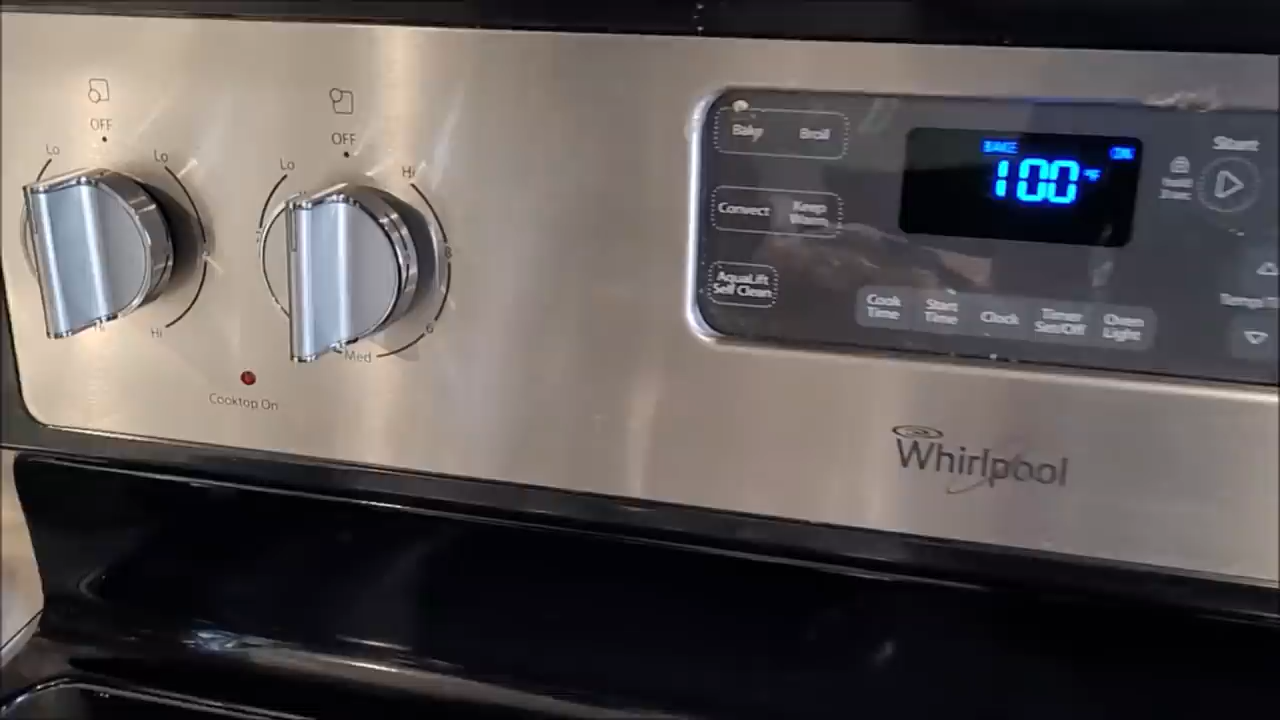 OFF
Lo
Lo
Hi
OFF
Lo
Hi
8
6
Med
Cooktop On
Bake
Broil
BAKE
ON
100°F
Start
Convect
Keep
Warm
AquaLift
Self Clean
Cook
Time
Start
Time
Clock
Timer
Set/Off
Oven
Light
Whirlpool